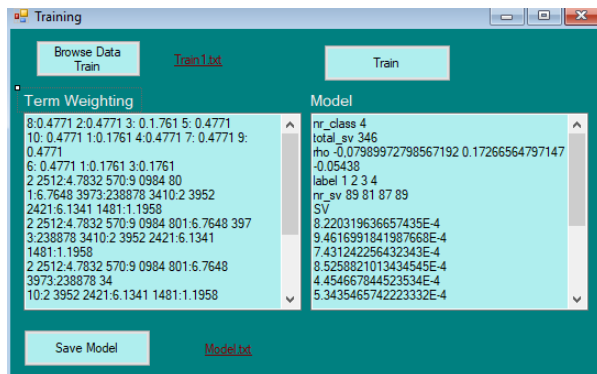 Training
Browse Data
Train
Train1.txt
Train
Term Weighting
8:0.4771 2:0.4771 3: 0.1.761 5: 0.4771
10: 0.4771 1:0.1761 4:0.4771 7: 0.4771 9:
0.4771
6: 0.4771 1:0.1761 3:0.1761
2 2512:4.7832 570:9 0984 80
1:6.7648 3973:238878 3410:2 3952
2421:6.1341 1481:1.1958
2 2512:4.7832 570:9 0984 801:6.7648 397
3:238878 3410:2 3952 2421:6.1341
1481:1.1958
2 2512:4.7832 570:9 0984 801:6.7648
3973:238878 34
10:2 3952 2421:6.1341 1481:1.1958
Model
nr_class 4
total_sv 346
rho -0,07989972798567192 0.17266564797147
-0.05438
label 1 2 3 4
nr_sv 89 81 87 89
SV
8.220319636657435E-4
9.4616991841987668E-4
7.431242256432343E-4
8.5258821013434545E-4
4.454667844523534E-4
5.3435465742223332E-4
Save Model
Model.txt